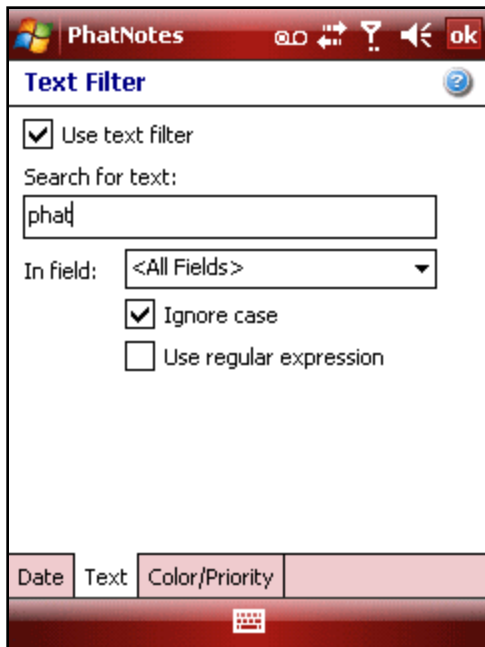 PhatNotes ok
Text Filter ?
Use text filter
Search for text:
phat
In field: <All Fields>
Ignore case
Use regular expression
Date Text Color/Priority